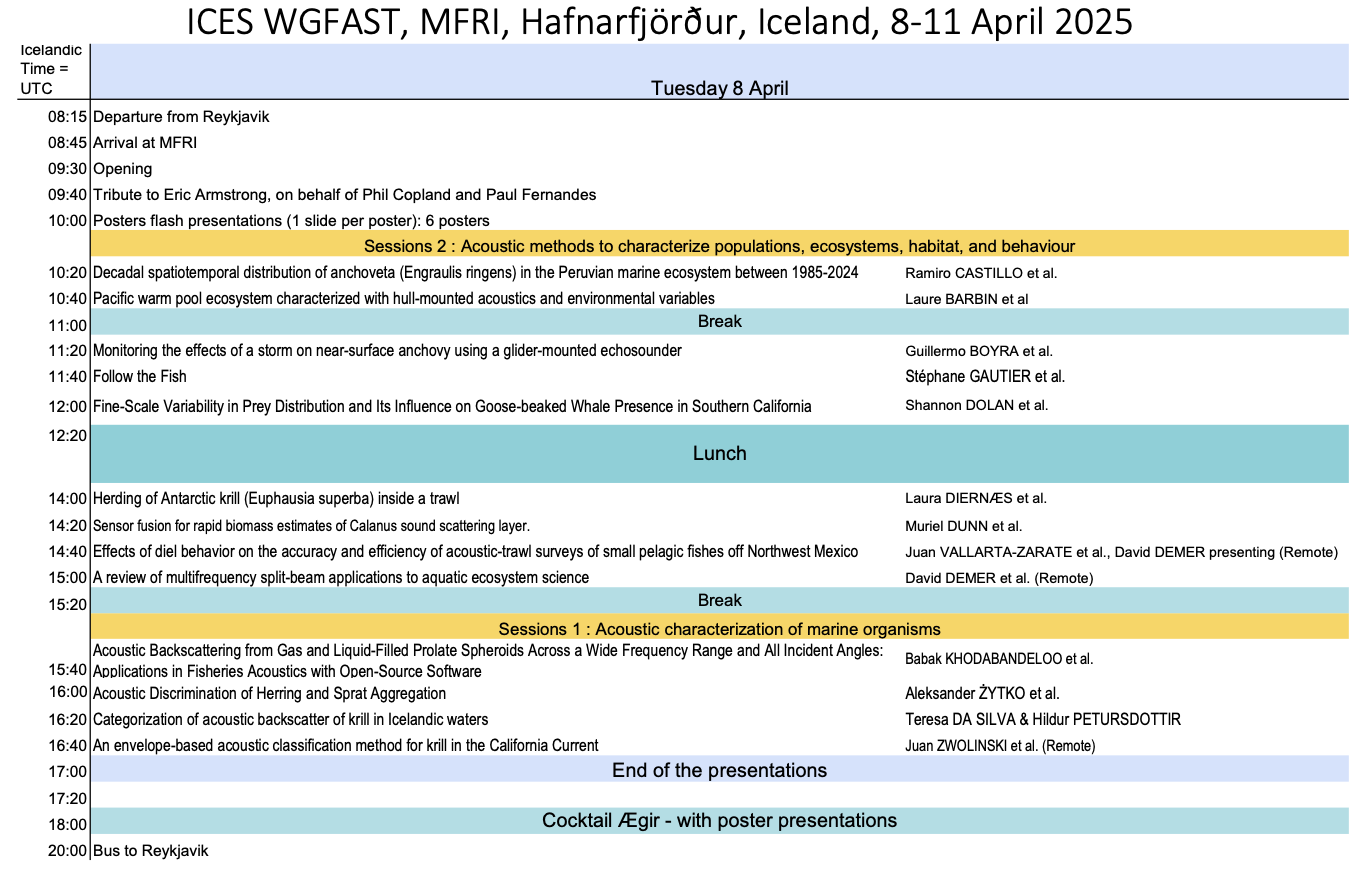 ICES WGFAST, MFRI, Hafnarfjörður, Iceland, 8-11 April 2025
Icelandic
Time =
UTC
Tuesday 8 April
08:15 Departure from Reykjavik
08:45 Arrival at MFRI
09:30 Opening
09:40 Tribute to Eric Armstrong, on behalf of Phil Copland and Paul Fernandes
10:00 Posters flash presentations (1 slide per poster): 6 posters
Sessions 2 : Acoustic methods to characterize populations, ecosystems, habitat, and behaviour
10:20 Decadal spatiotemporal distribution of anchoveta (Engraulis ringens) in the Peruvian marine ecosystem between 1985-2024 Ramiro CASTILLO et al.
10:40 Pacific warm pool ecosystem characterized with hull-mounted acoustics and environmental variables Laure BARBIN et al
11:00 Break
11:20 Monitoring the effects of a storm on near-surface anchovy using a glider-mounted echosounder Guillermo BOYRA et al.
11:40 Follow the Fish Stéphane GAUTIER et al.
12:00 Fine-Scale Variability in Prey Distribution and Its Influence on Goose-beaked Whale Presence in Southern California Shannon DOLAN et al.
12:20 Lunch
14:00 Herding of Antarctic krill (Euphausia superba) inside a trawl Laura DIERNÆS et al.
14:20 Sensor fusion for rapid biomass estimates of Calanus sound scattering layer. Muriel DUNN et al.
14:40 Effects of diel behavior on the accuracy and efficiency of acoustic-trawl surveys of small pelagic fishes off Northwest Mexico Juan VALLARTA-ZARATE et al., David DEMER presenting (Remote)
15:00 A review of multifrequency split-beam applications to aquatic ecosystem science David DEMER et al. (Remote)
15:20 Break
Sessions 1 : Acoustic characterization of marine organisms
Acoustic Backscattering from Gas and Liquid-Filled Prolate Spheroids Across a Wide Frequency Range and All Incident Angles:
15:40 Applications in Fisheries Acoustics with Open-Source Software Babak KHODABANDELOO et al.
16:00 Acoustic Discrimination of Herring and Sprat Aggregation Aleksander ŻYTKO et al.
16:20 Categorization of acoustic backscatter of krill in Icelandic waters Teresa DA SILVA & Hildur PETURSDOTTIR
16:40 An envelope-based acoustic classification method for krill in the California Current Juan ZWOLINSKI et al. (Remote)
17:00 End of the presentations
17:20
18:00 Cocktail Ægir - with poster presentations
20:00 Bus to Reykjavik